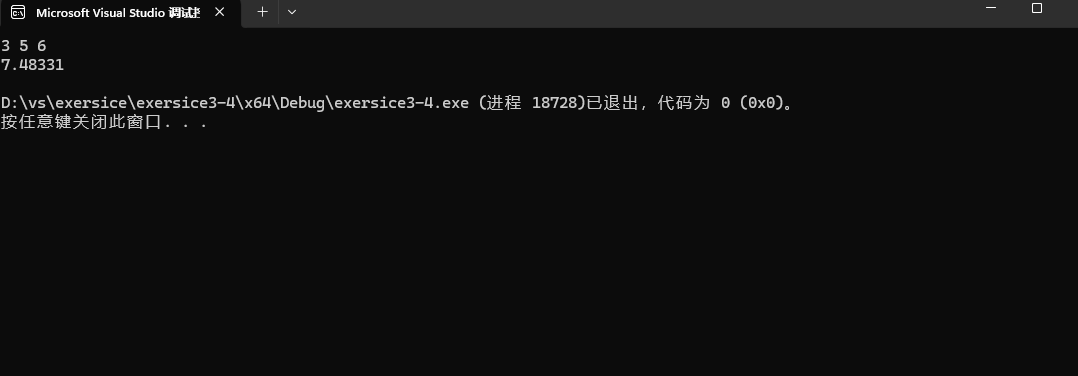 Microsoft Visual Studio 调试
3 5 6
7.48331
D:\vs\exersice\exersice3-4\x64\Debug\exersice3-4.exe (进程 18728)已退出，代码为 0 (0x0)。
按任意键关闭此窗口. . .